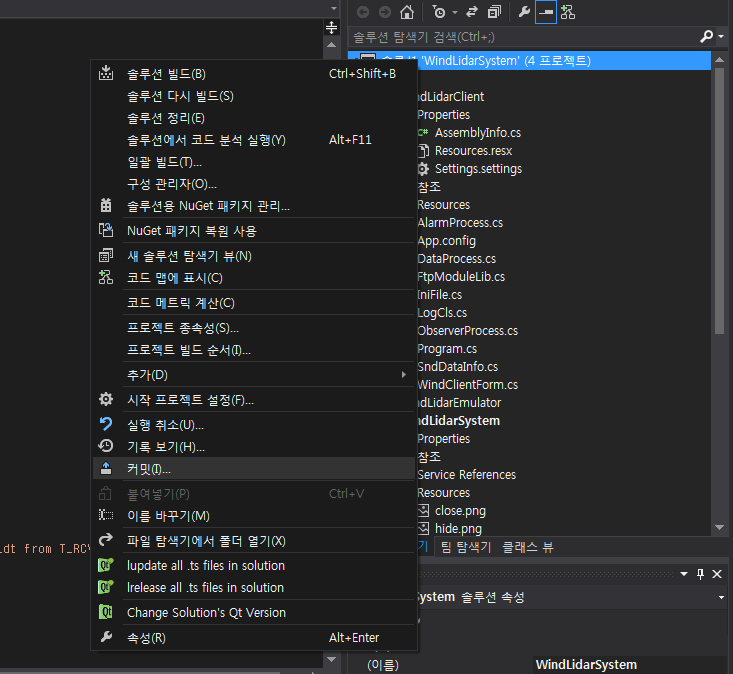 솔루션 탐색기 검색(Ctrl+;)
솔루션 'WindLidarSystem' (4 프로젝트)
솔루션 빌드(B) Ctrl+Shift+B
솔루션 다시 빌드(S)
솔루션 정리(E)
솔루션에서 코드 분석 실행(Y) Alt+F11
일괄 빌드(T)...
구성 관리자(O)...
솔루션용 NuGet 패키지 관리...
NuGet 패키지 복원 사용
새 솔루션 탐색기 뷰(N)
코드 맵에 표시(C)
코드 메트릭 계산(C)
프로젝트 종속성(S)...
프로젝트 빌드 순서(I)...
추가(D)
시작 프로젝트 설정(F)...
실행 취소(U)...
기록 보기(H)...
커밋(I)...
붙여넣기(P) Ctrl+V
이름 바꾸기(M)
파일 탐색기에서 폴더 열기(X)
lupdate all .ts files in solution
lrelease all .ts files in solution
Change Solution's Qt Version
속성(R) Alt+Enter
ldt from T_RC
ndLidarClient
Properties
C# AssemblyInfo.cs
Resources.resx
Settings.settings
참조
Resources
AlarmProcess.cs
App.config
DataProcess.cs
FtpModuleLib.cs
IniFile.cs
LogCls.cs
ObserverProcess.cs
Program.cs
SndDataInfo.cs
WindClientForm.cs
ndLidarEmulator
ndLidarSystem
Properties
참조
Service References
Resources
close.png
hide.png
기 팀 탐색기 클래스 뷰
System 솔루션 속성
(이름) WindLidarSystem